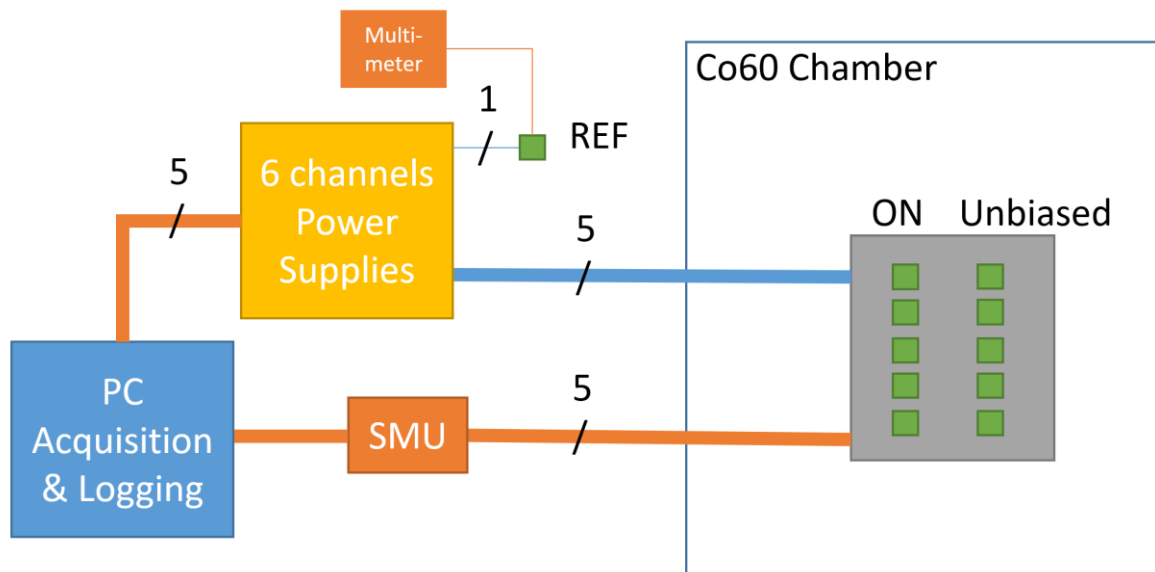 Multi-
meter
Co60 Chamber
1
REF
6 channels
Power
Supplies
5
5
ON
Unbiased
PC
Acquisition
& Logging
SMU
5